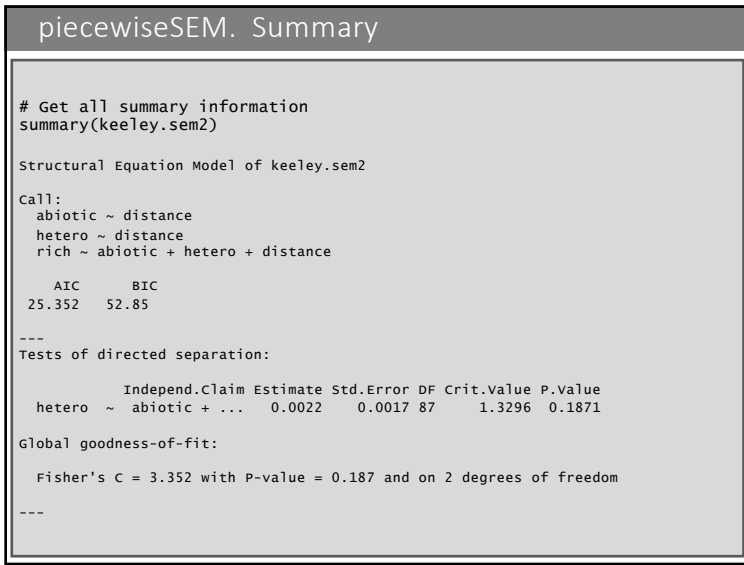 piecewiseSEM. Summary
# Get all summary information
summary(keeley.sem2)
Structural Equation Model of keeley.sem2
Call:
abiotic ~ distance
hetero ~ distance
rich ~ abiotic + hetero + distance
AIC BIC
25.352 52.85
---
Tests of directed separation:
Independ.Claim Estimate Std.Error DF Crit.Value P.Value
hetero ~ abiotic + ... 0.0022 0.0017 87 1.3296 0.1871
Global goodness-of-fit:
Fisher's C = 3.352 with P-value = 0.187 and on 2 degrees of freedom
---